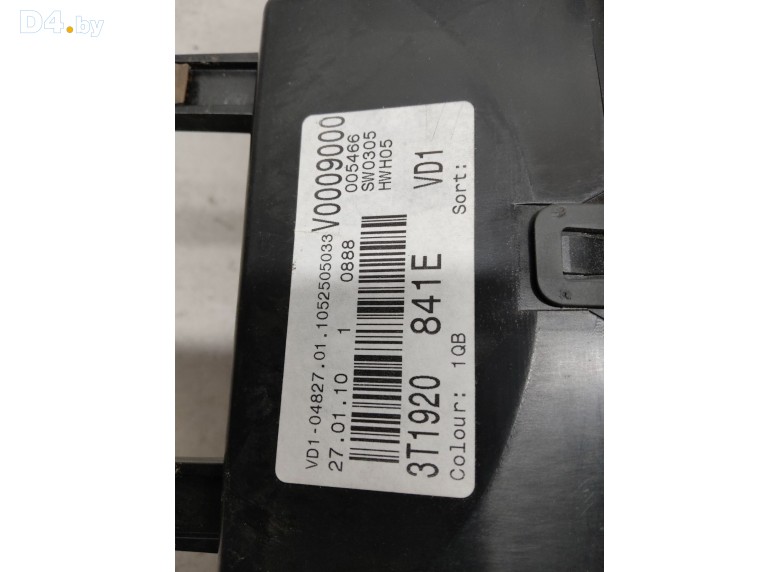 D4.by
VD1-04827.01.1052505033
V0009000
27.01.10 1 0888
005466
SW0305
HWH05
3T1920 841E VD1
Colour: 1QB Sort: